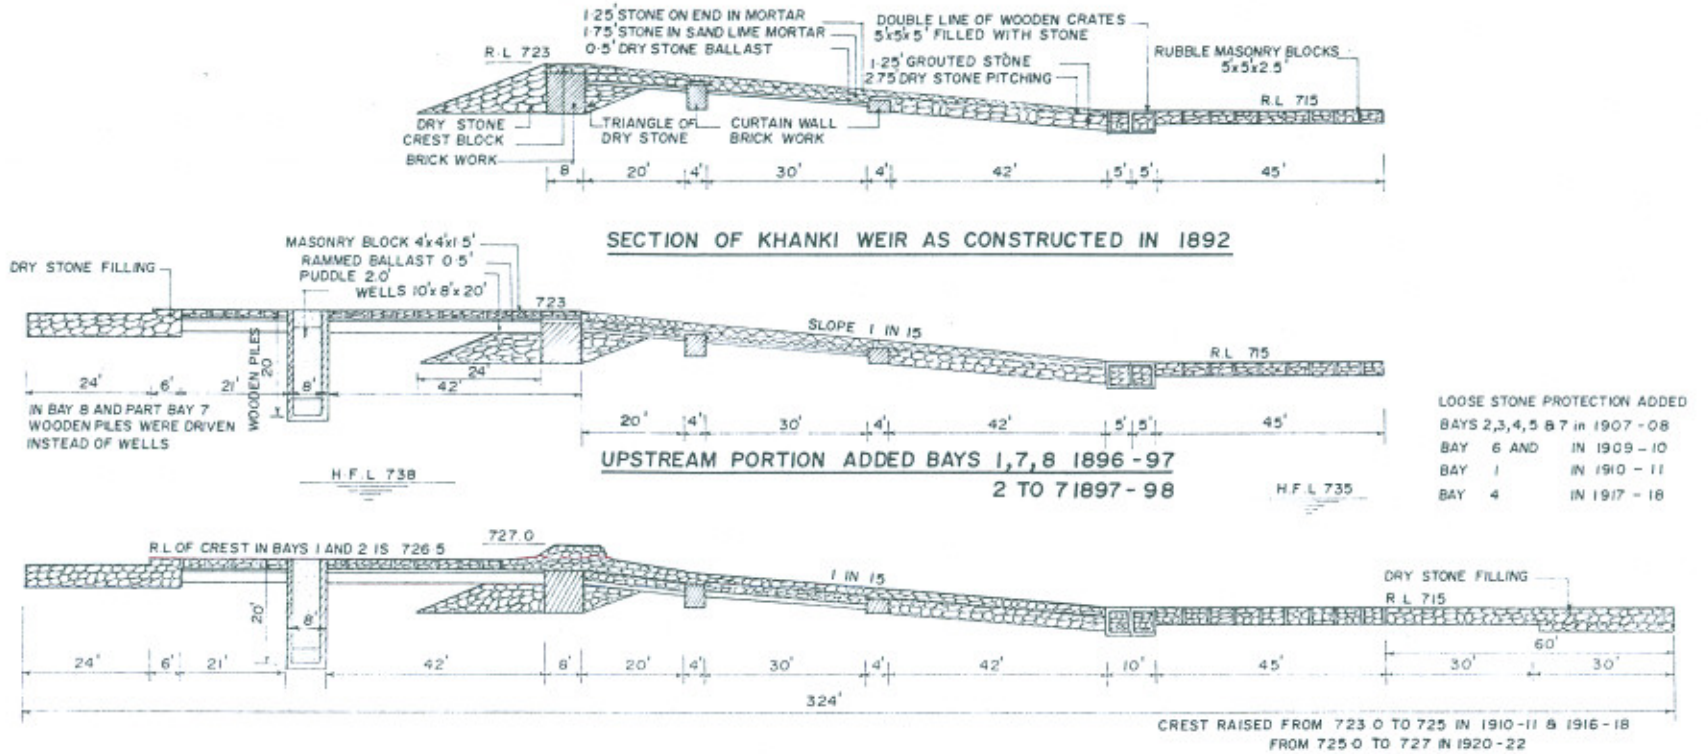 1·25' STONE ON END IN MORTAR
1·75' STONE IN SAND LIME MORTAR
0·5' DRY STONE BALLAST
DOUBLE LINE OF WOODEN CRATES
5'x5'x5' FILLED WITH STONE
1·25' GROUTED STONE
2.75 DRY STONE PITCHING
RUBBLE MASONRY BLOCKS
5'x5'x2.5'
R.L 723
R.L 715
DRY STONE
CREST BLOCK
BRICK WORK
TRIANGLE OF
DRY STONE
CURTAIN WALL
BRICK WORK
8' 20' 4' 30' 4' 42' 5' 5' 45'
SECTION OF KHANKI WEIR AS CONSTRUCTED IN 1892
DRY STONE FILLING
MASONRY BLOCK 4'x4'x1·5'
RAMMED BALLAST 0·5'
PUDDLE 2.0'
WELLS 10'x8'x20'
723
SLOPE 1 IN 15
R.L 715
WOODEN PILES
20'
24' 6' 21' 8' 24'
42'
IN BAY 8 AND PART BAY 7
WOODEN PILES WERE DRIVEN
INSTEAD OF WELLS
20' 4' 30' 4' 42' 5' 5' 45'
UPSTREAM PORTION ADDED BAYS 1,7,8 1896-97
2 TO 7 1897-98
LOOSE STONE PROTECTION ADDED
BAYS 2,3,4,5 & 7 in 1907-08
BAY 6 AND IN 1909-10
BAY 1 IN 1910-11
BAY 4 IN 1917-18
H.F.L 738
H.F.L 735
R.L OF CREST IN BAYS 1 AND 2 IS 726·5
727.0
1 IN 15
DRY STONE FILLING
R L 715
20'
8'
60'
24' 6' 21' 42' 6' 20' 4' 30' 4' 42' 10' 45' 30' 30'
324'
CREST RAISED FROM 723 0 TO 725 IN 1910-11 & 1916-18
FROM 725·0 TO 727 IN 1920-22